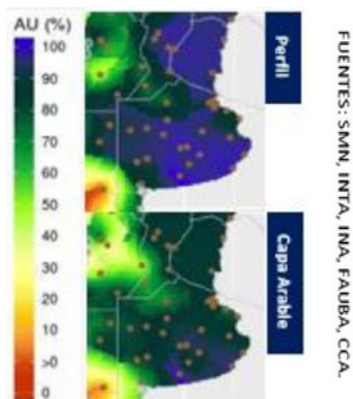 AU (%)
100
90
80
70
60
50
40
30
20
10
>0
Perfil
Capa Arable
FUENTES: SMN, INTA, INA, FAUBA, CCA.